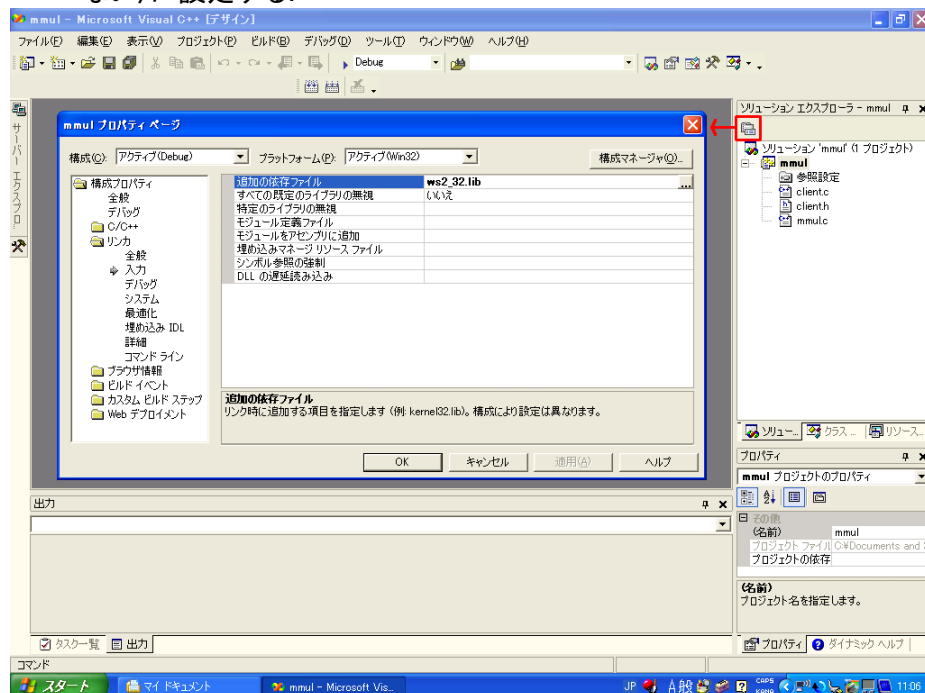 設定する.
mmul - Microsoft Visual C++ [デザイン]
ファイル(F) 編集(E) 表示(V) プロジェクト(P) ビルド(B) デバッグ(D) ツール(T) ウィンドウ(W) ヘルプ(H)
Debug
サーバー エクスプロ...
mmul プロパティ ページ
構成(C): アクティブ(Debug) プラットフォーム(P): アクティブ(Win32) 構成マネージャ(O)...
構成プロパティ
全般
デバッグ
C/C++
リンカ
全般
入力
デバッグ
システム
最適化
埋め込み IDL
詳細
コマンド ライン
ブラウザ情報
ビルド イベント
カスタム ビルド ステップ
Web デプロイメント
追加の依存ファイル ws2_32.lib ...
すべての既定のライブラリの無視 いいえ
特定のライブラリの無視
モジュール定義ファイル
モジュールをアセンブリに追加
埋め込みマネージ リソース ファイル
シンボル参照の強制
DLL の遅延読み込み
追加の依存ファイル
リンク時に追加する項目を指定します (例: kernel32.lib)。構成により設定は異なります。
OK キャンセル 適用(A) ヘルプ
ソリューション エクスプローラ - mmul
ソリューション 'mmul' (1 プロジェクト)
mmul
参照設定
client.c
client.h
mmul.c
ソリュー... クラス ... リソース...
プロパティ
mmul プロジェクトのプロパティ
その他
(名前) mmul
プロジェクト ファイル C:¥Documents and
プロジェクトの依存
(名前)
プロジェクト名を指定します。
出力
タスク一覧 出力
プロパティ ダイナミック ヘルプ
コマンド
スタート マイ ドキュメント mmul - Microsoft Vis...
JP A 般 CAPS KANA 11:06